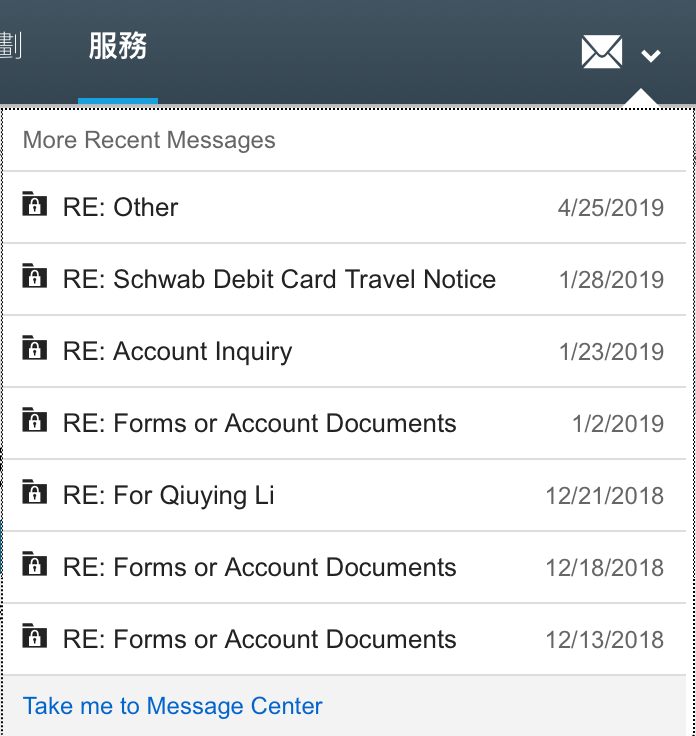 劃 服務
More Recent Messages
RE: Other 4/25/2019
RE: Schwab Debit Card Travel Notice 1/28/2019
RE: Account Inquiry 1/23/2019
RE: Forms or Account Documents 1/2/2019
RE: For Qiuying Li 12/21/2018
RE: Forms or Account Documents 12/18/2018
RE: Forms or Account Documents 12/13/2018
Take me to Message Center